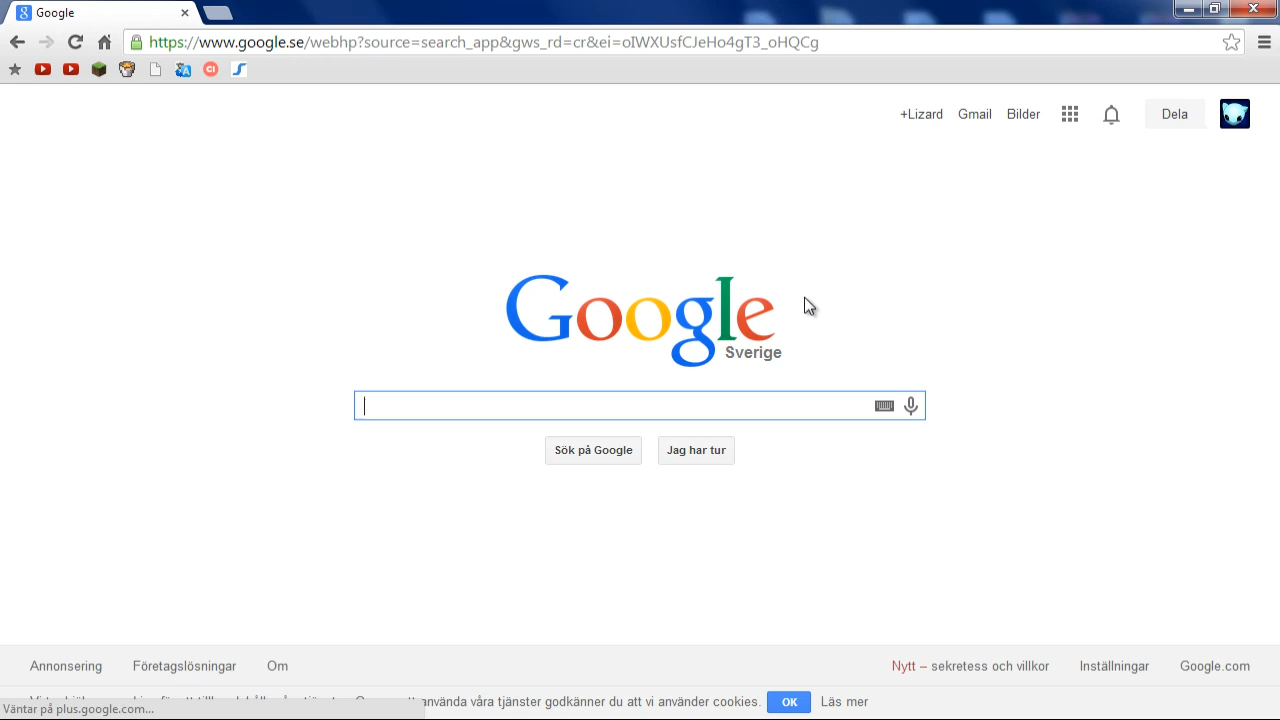 Google
https://www.google.se/webhp?source=search_app&gws_rd=cr&ei=oIWXUsfCJeHo4gT3_oHQCg
+Lizard Gmail Bilder Dela
Google
Sverige
Sök på Google Jag har tur
Annonsering Företagslösningar Om Nytt – sekretess och villkor Inställningar Google.com
använda våra tjänster godkänner du att vi använder cookies. OK Läs mer
Väntar på plus.google.com...